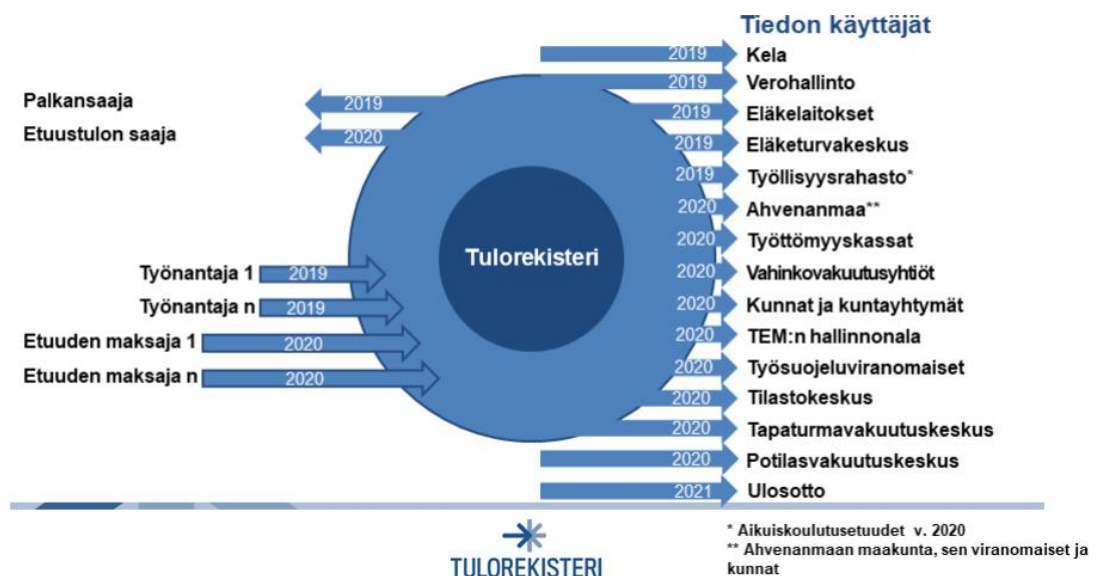 Tiedon käyttäjät
2019 Kela
2019 Verohallinto
Palkansaaja 2019
2019 Eläkelaitokset
Etuustulon saaja 2020
2019 Eläketurvakeskus
2019 Työllisyysrahasto*
2020 Ahvenanmaa**
2020 Työttömyyskassat
Tulorekisteri
Työnantaja 1 2019
2020 Vahinkovakuutusyhtiöt
Työnantaja n 2019
2020 Kunnat ja kuntayhtymät
Etuuden maksaja 1 2020
2020 TEM:n hallinnonala
Etuuden maksaja n 2020
2020 Työsuojeluviranomaiset
2020 Tilastokeskus
2020 Tapaturmavakuutuskeskus
2020 Potilasvakuutuskeskus
2021 Ulosotto
TULOREKISTERI
* Aikuiskoulutusetuudet v. 2020
** Ahvenanmaan maakunta, sen viranomaiset ja
kunnat